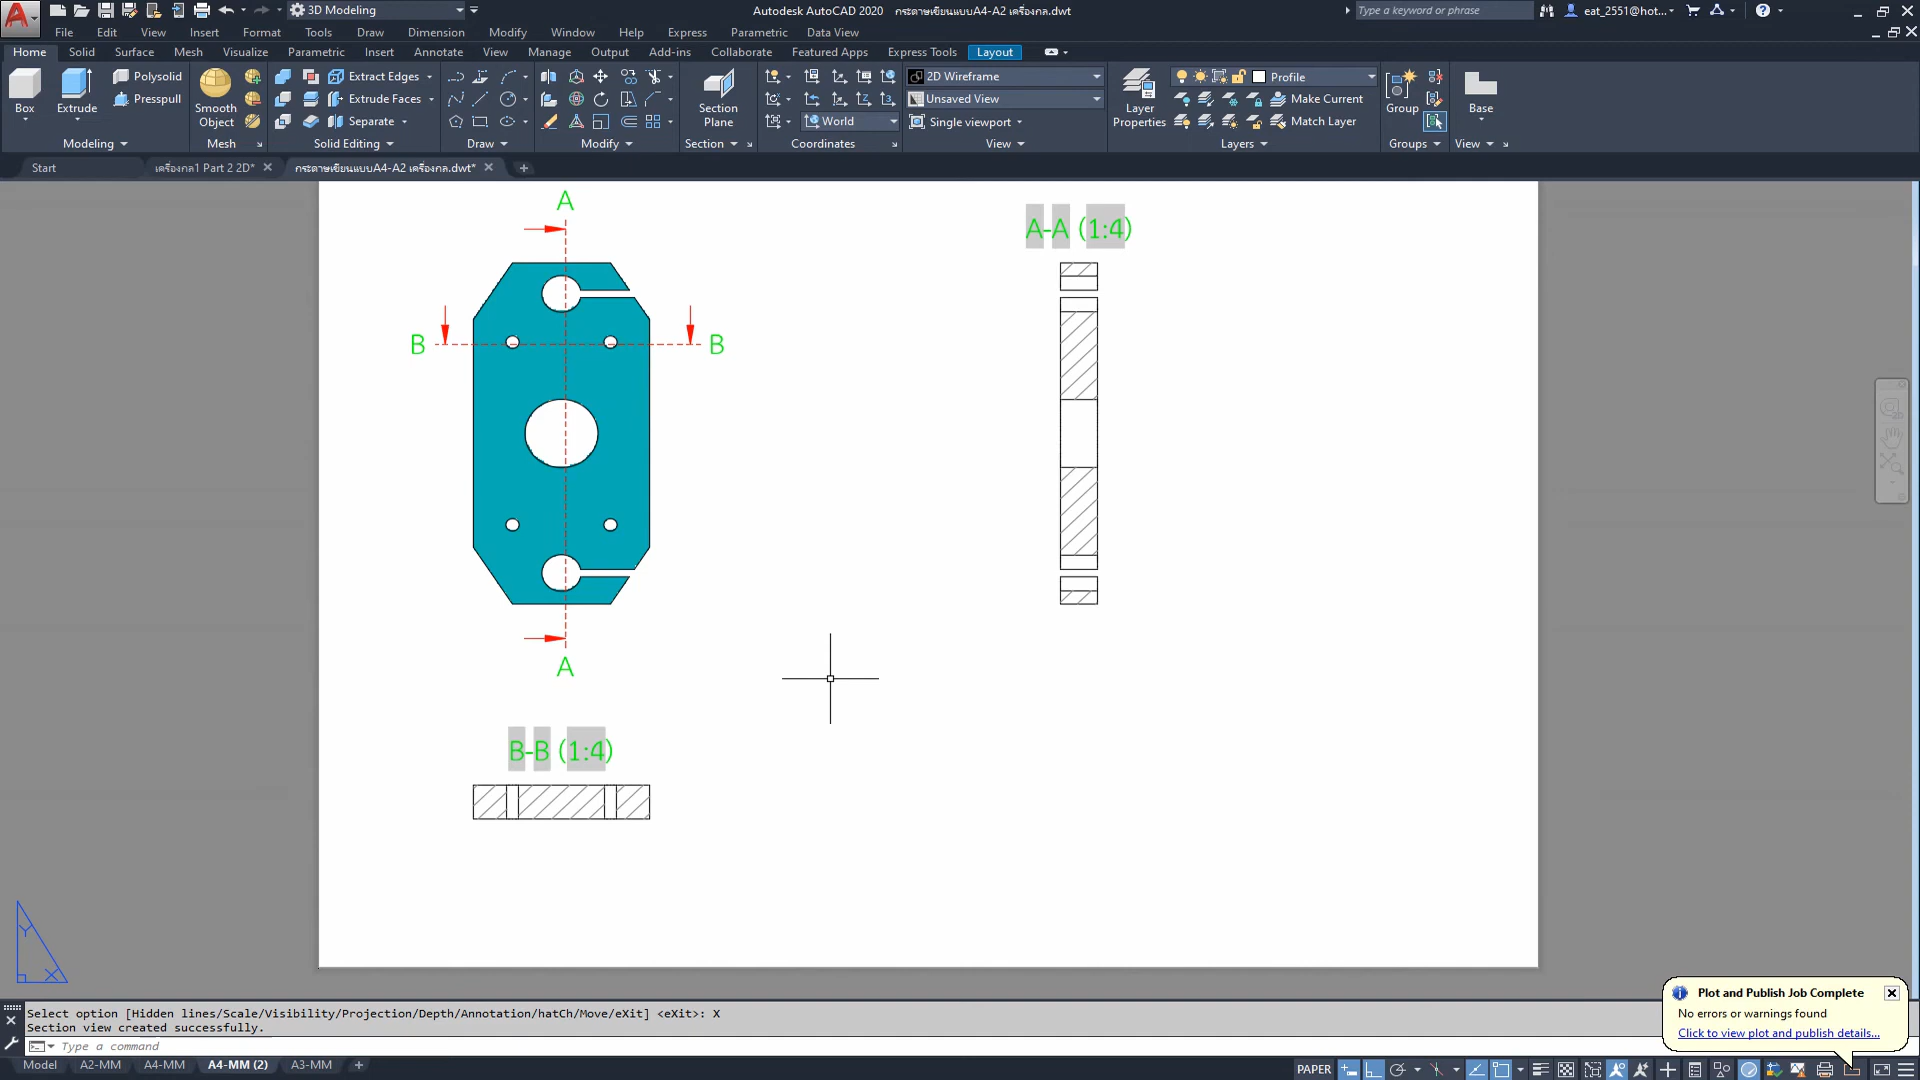 3D Modeling
Autodesk AutoCAD 2020 กระดาษเขียนแบบA4-A2 เครื่องกล.dwt
Type a keyword or phrase
eat_2551@hot...
File Edit View Insert Format Tools Draw Dimension Modify Window Help Express Parametric Data View
Home Solid Surface Mesh Visualize Parametric Insert Annotate View Manage Output Add-ins Collaborate Featured Apps Express Tools Layout
Polysolid Extract Edges 2D Wireframe Profile
Presspull Extrude Faces Unsaved View Make Current
Box Extrude Smooth Object Separate Section Plane World Single viewport Layer Properties Match Layer Group Base
Modeling Mesh Solid Editing Draw Modify Section Coordinates View Layers Groups View
Start เครื่องกล1 Part 2 2D* กระดาษเขียนแบบA4-A2 เครื่องกล.dwt*
A
A-A (1:4)
B B
A
B-B (1:4)
Y
X
Plot and Publish Job Complete
No errors or warnings found
Click to view plot and publish details...
Select option [Hidden lines/Scale/Visibility/Projection/Depth/Annotation/hatCh/Move/eXit] <eXit>: X
Section view created successfully.
Type a command
Model A2-MM A4-MM A4-MM (2) A3-MM
PAPER